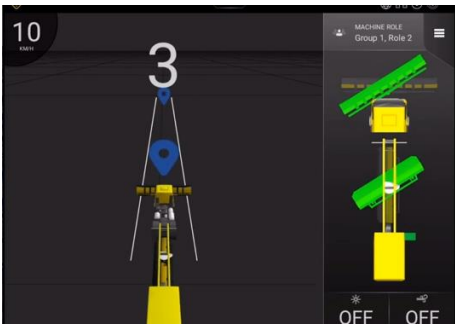 10
KM/H
3
MACHINE ROLE
Group 1, Role 2
OFF
OFF